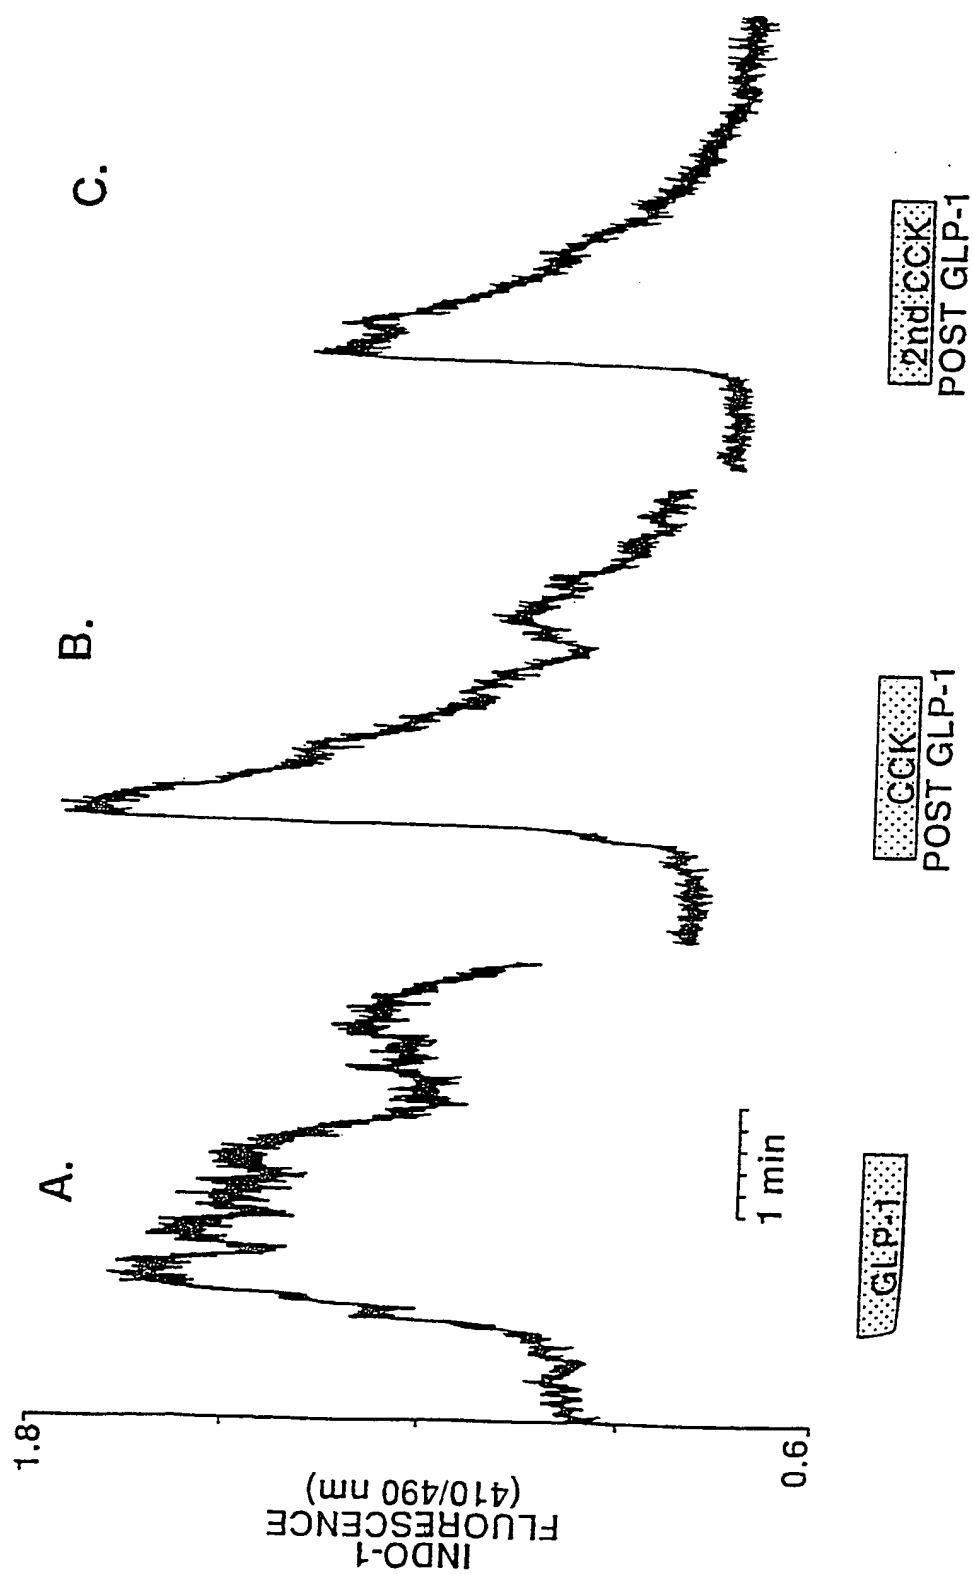 A.
B.
C.
1.8
0.6
INDO-1
FLUORESCENCE
(410/490 nm)
1 min
GLP-1
CCK
POST GLP-1
2nd CCK
POST GLP-1